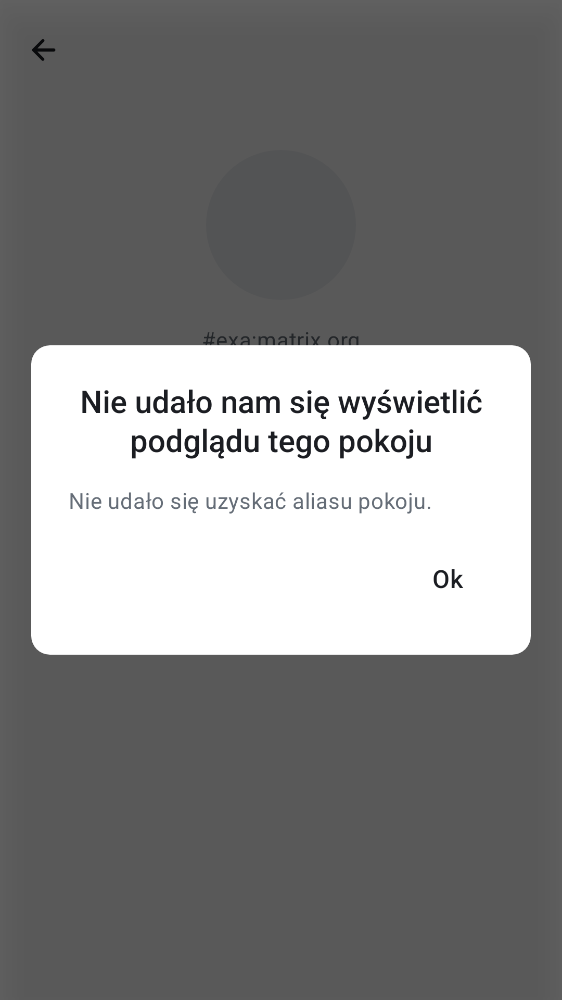 #exa:matrix.org
Nie udało nam się wyświetlić
podglądu tego pokoju
Nie udało się uzyskać aliasu pokoju.
Ok